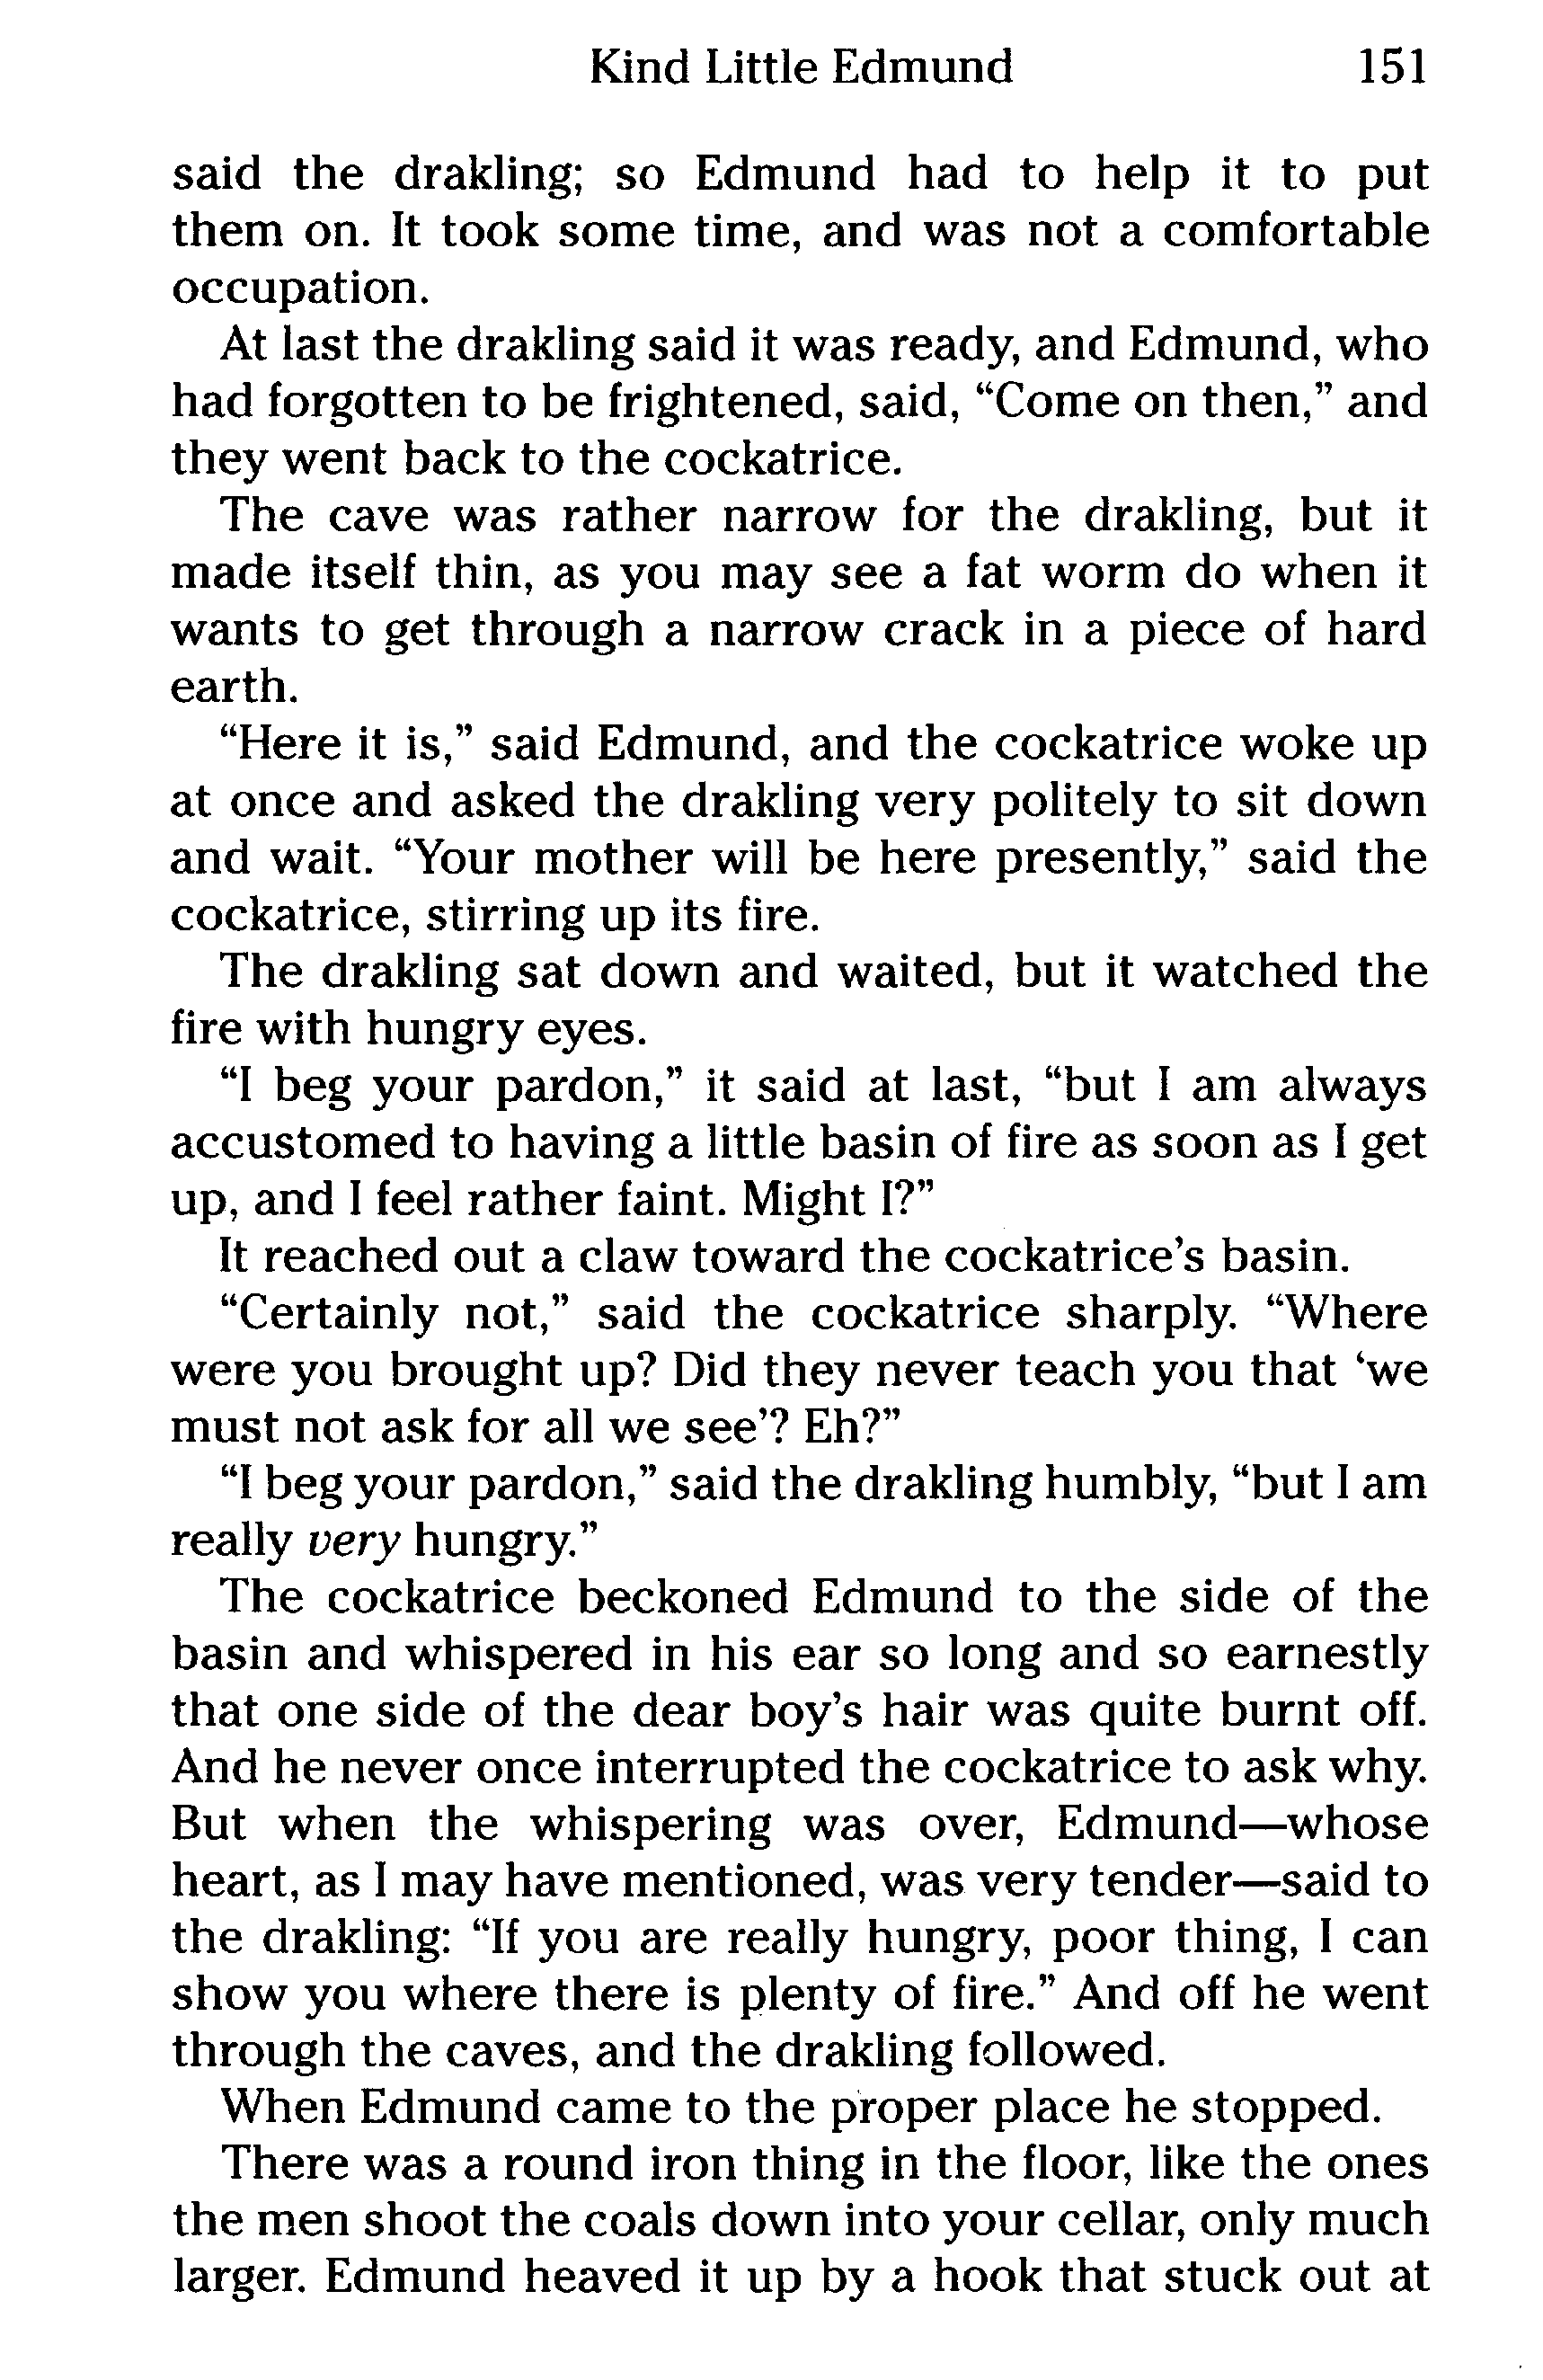 Kind Little Edmund 151
said the drakling; so Edmund had to help it to put
them on. It took some time, and was not a comfortable
occupation.
At last the drakling said it was ready, and Edmund, who
had forgotten to be frightened, said, “Come on then,” and
they went back to the cockatrice.
The cave was rather narrow for the drakling, but it
made itself thin, as you may see a fat worm do when it
wants to get through a narrow crack in a piece of hard
earth.
“Here it is,” said Edmund, and the cockatrice woke up
at once and asked the drakling very politely to sit down
and wait. “Your mother will be here presently,” said the
cockatrice, stirring up its fire.
The drakling sat down and waited, but it watched the
fire with hungry eyes.
“I beg your pardon,” it said at last, “but I am always
accustomed to having a little basin of fire as soon as I get
up, and I feel rather faint. Might I?”
It reached out a claw toward the cockatrice’s basin.
“Certainly not,” said the cockatrice sharply. “Where
were you brought up? Did they never teach you that ‘we
must not ask for all we see’? Eh?”
“I beg your pardon,” said the drakling humbly, “but I am
really very hungry.”
The cockatrice beckoned Edmund to the side of the
basin and whispered in his ear so long and so earnestly
that one side of the dear boy’s hair was quite burnt off.
And he never once interrupted the cockatrice to ask why.
But when the whispering was over, Edmund—whose
heart, as I may have mentioned, was very tender—said to
the drakling: “If you are really hungry, poor thing, I can
show you where there is plenty of fire.” And off he went
through the caves, and the drakling followed.
When Edmund came to the proper place he stopped.
There was a round iron thing in the floor, like the ones
the men shoot the coals down into your cellar, only much
larger. Edmund heaved it up by a hook that stuck out at